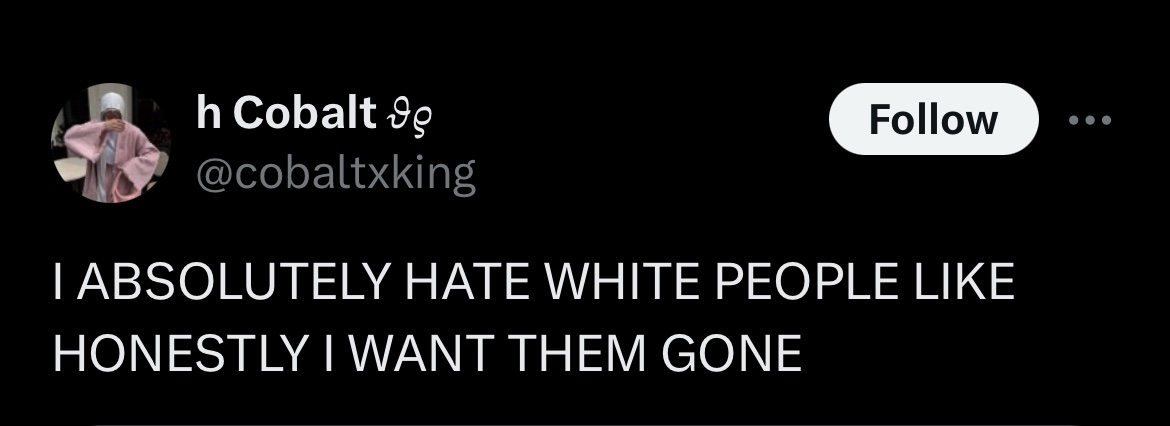 h Cobalt 𝜗𝜚
Follow
@cobaltxking
I ABSOLUTELY HATE WHITE PEOPLE LIKE
HONESTLY I WANT THEM GONE